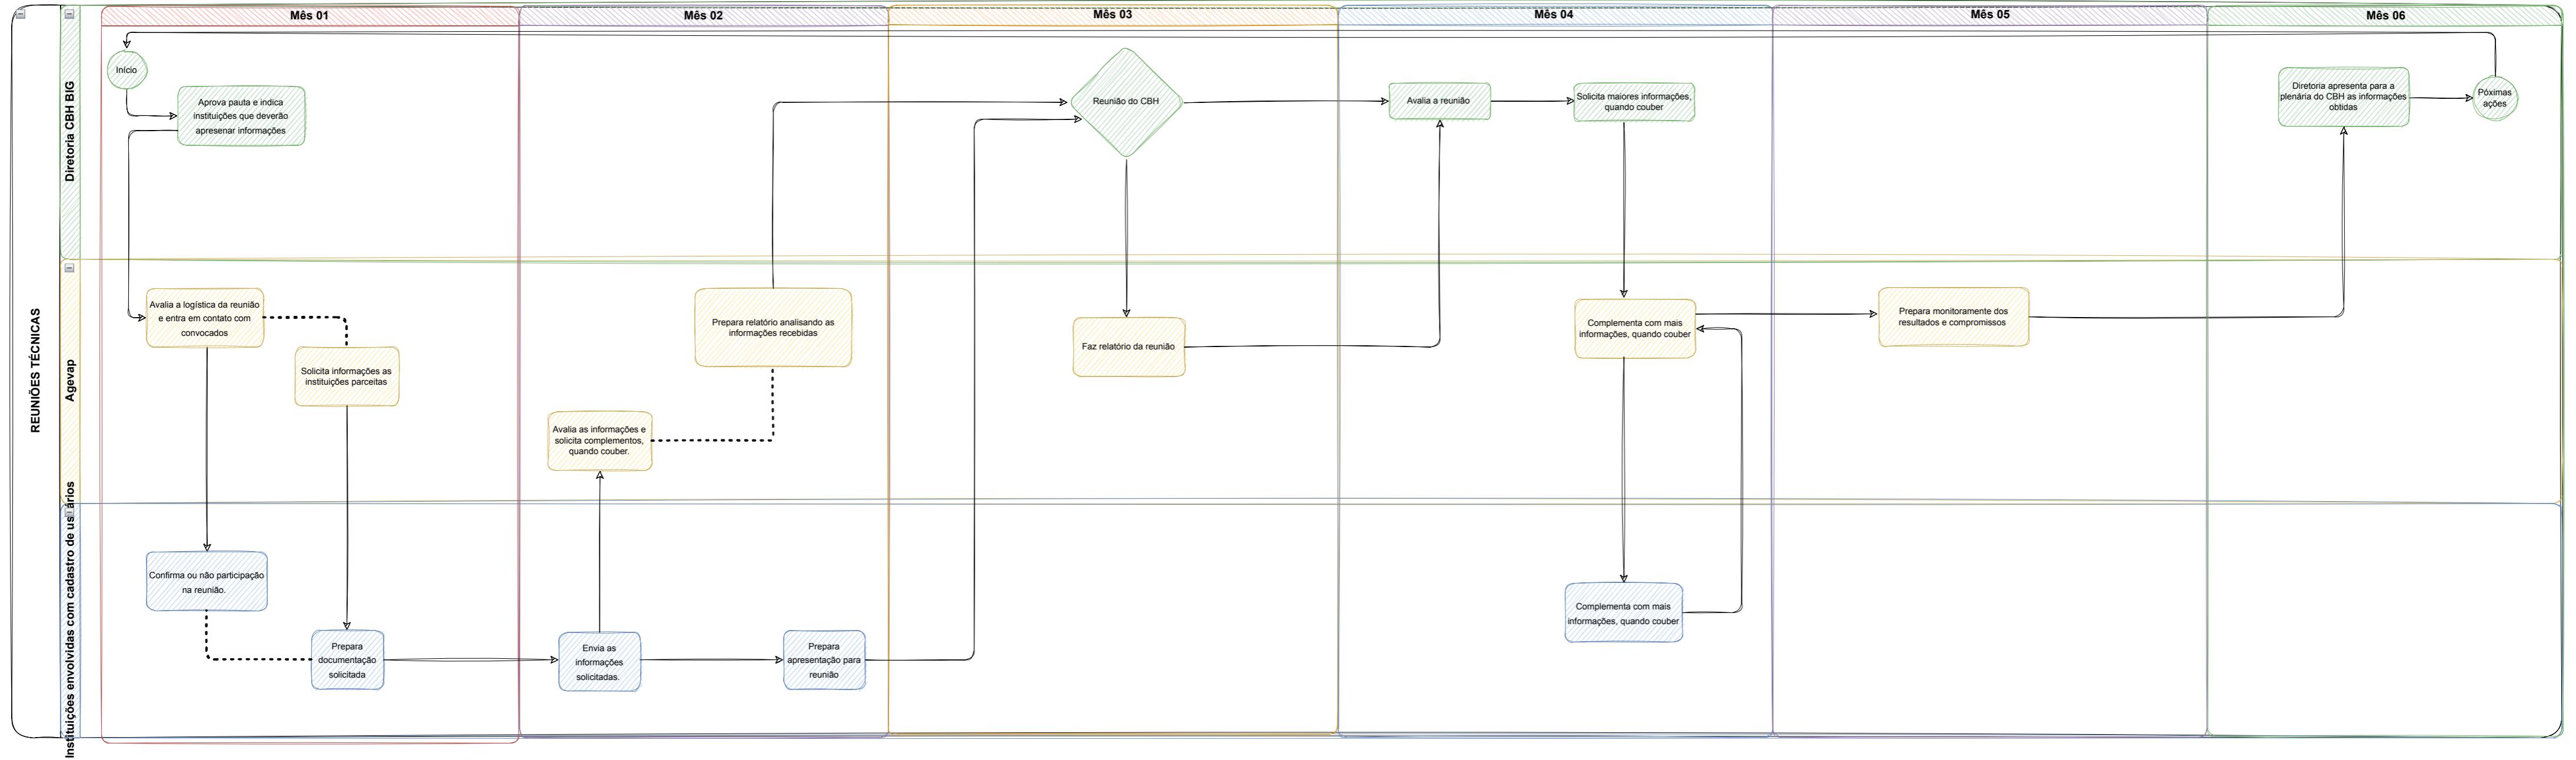 REUNIÕES TÉCNICAS
Mês 01
Mês 02
Mês 03
Mês 04
Mês 05
Mês 06
Diretoria CBH BIG
Início
Aprova pauta e indica
instituições que deverão
apresenar informações
Reunião do CBH
Avalia a reunião
Solicita maiores informações,
quando couber
Diretoria apresenta para a
plenária do CBH as informações
obtidas
Póximas
ações
Agevap
Avalia a logística da reunião
e entra em contato com
convocados
Solicita informações as
instituições parceitas
Avalia as informações e
solicita complementos,
quando couber.
Prepara relatório analisando as
informações recebidas
Faz relatório da reunião
Complementa com mais
informações, quando couber
Prepara monitoramente dos
resultados e compromissos
Instituições envolvidas com cadastro de usuários
Confirma ou não participação
na reunião.
Prepara
documentação
solicitada
Envia as
informações
solicitadas.
Prepara
apresentação para
reunião
Complementa com mais
informações, quando couber